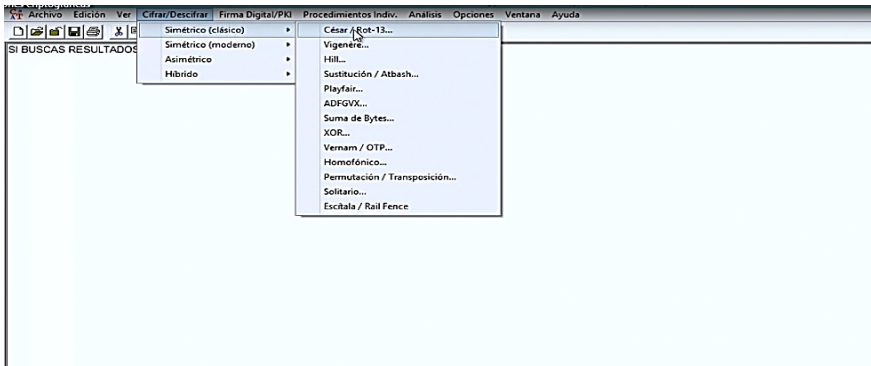 Archivo Edición Ver Cifrar/Descifrar Firma Digital/PKI Procedimientos Indiv. Análisis Opciones Ventana Ayuda
SI BUSCAS RESULTADOS
Simétrico (clásico)
Simétrico (moderno)
Asimétrico
Híbrido
César / Rot-13...
Vigenère...
Hill...
Sustitución / Atbash...
Playfair...
ADFGVX...
Suma de Bytes...
XOR...
Vernam / OTP...
Homofónico...
Permutación / Transposición...
Solitario...
Escítala / Rail Fence